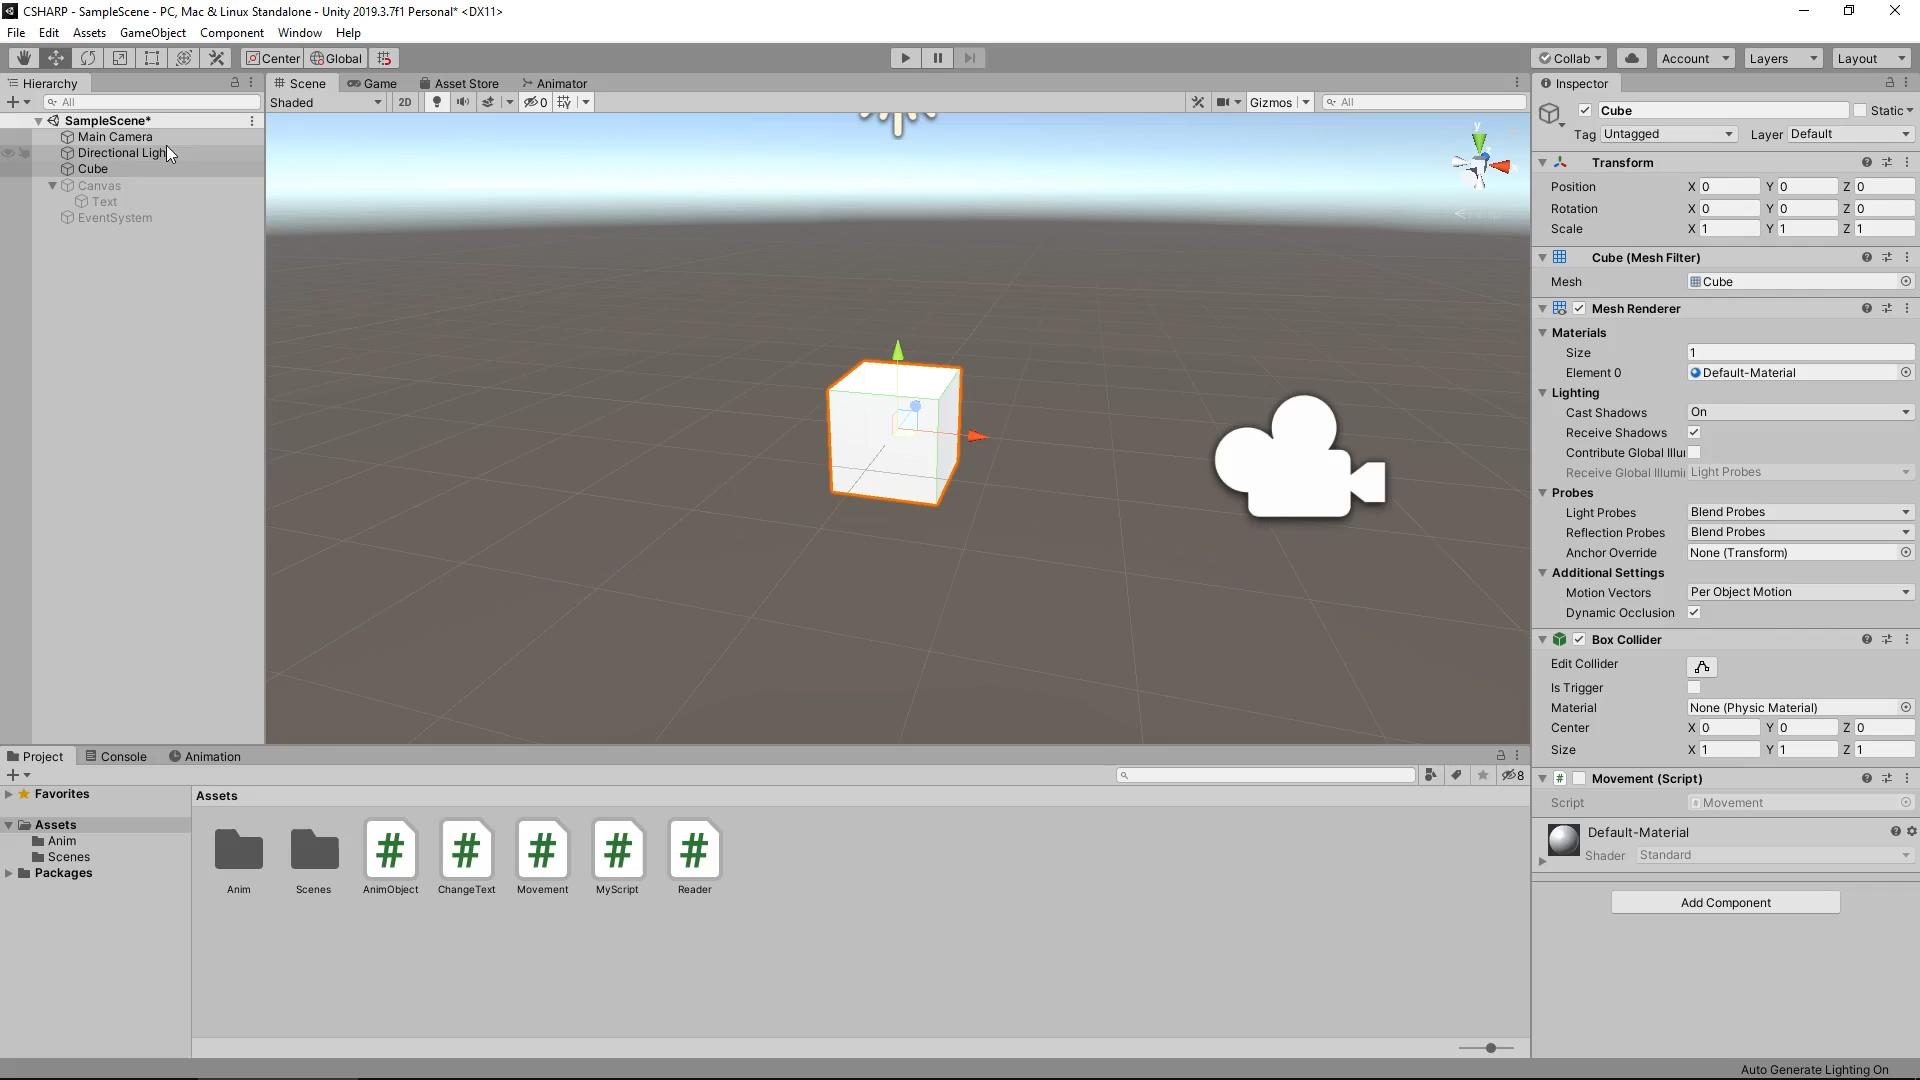 CSHARP - SampleScene - PC, Mac & Linux Standalone - Unity 2019.3.7f1 Personal* <DX11>
File Edit Assets GameObject Component Window Help
Center Global Collab Account Layers Layout
Hierarchy
All
SampleScene*
Main Camera
Directional Ligh
Cube
Canvas
Text
EventSystem
Scene Game Asset Store Animator
Shaded 2D 0 Gizmos All
y
Inspector
Cube Static
Tag Untagged Layer Default
Transform
Position X 0 Y 0 Z 0
Rotation X 0 Y 0 Z 0
Scale X 1 Y 1 Z 1
Cube (Mesh Filter)
Mesh Cube
Mesh Renderer
Materials
Size 1
Element 0 Default-Material
Lighting
Cast Shadows On
Receive Shadows
Contribute Global Illu
Receive Global Illumi Light Probes
Probes
Light Probes Blend Probes
Reflection Probes Blend Probes
Anchor Override None (Transform)
Additional Settings
Motion Vectors Per Object Motion
Dynamic Occlusion
Box Collider
Edit Collider
Is Trigger
Material None (Physic Material)
Center X 0 Y 0 Z 0
Size X 1 Y 1 Z 1
# Movement (Script)
Script Movement
Default-Material
Shader Standard
Add Component
Project Console Animation
8
Favorites
Assets
Anim
Scenes
Packages
Assets
# # # # #
Anim Scenes AnimObject ChangeText Movement MyScript Reader
Auto Generate Lighting On